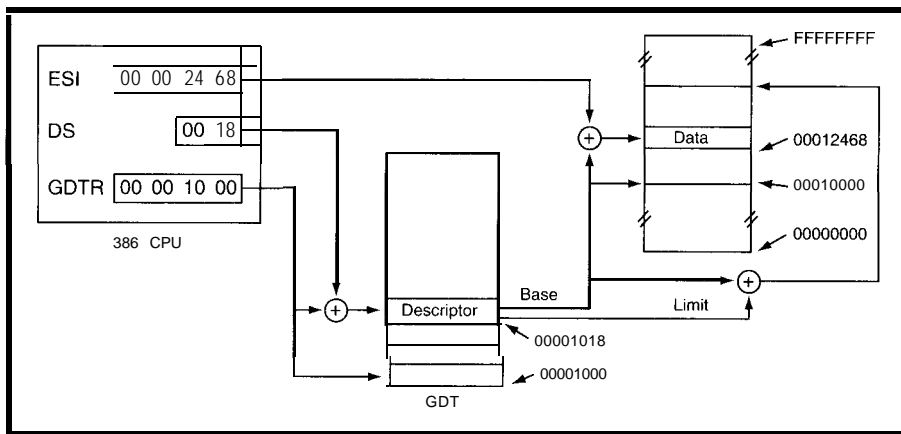 FFFFFFFF
ESI 00 00 24 68
DS 00 18
Data
00012468
GDTR 00 00 10 00
00010000
00000000
386 CPU
Base
Descriptor
Limit
00001018
00001000
GDT